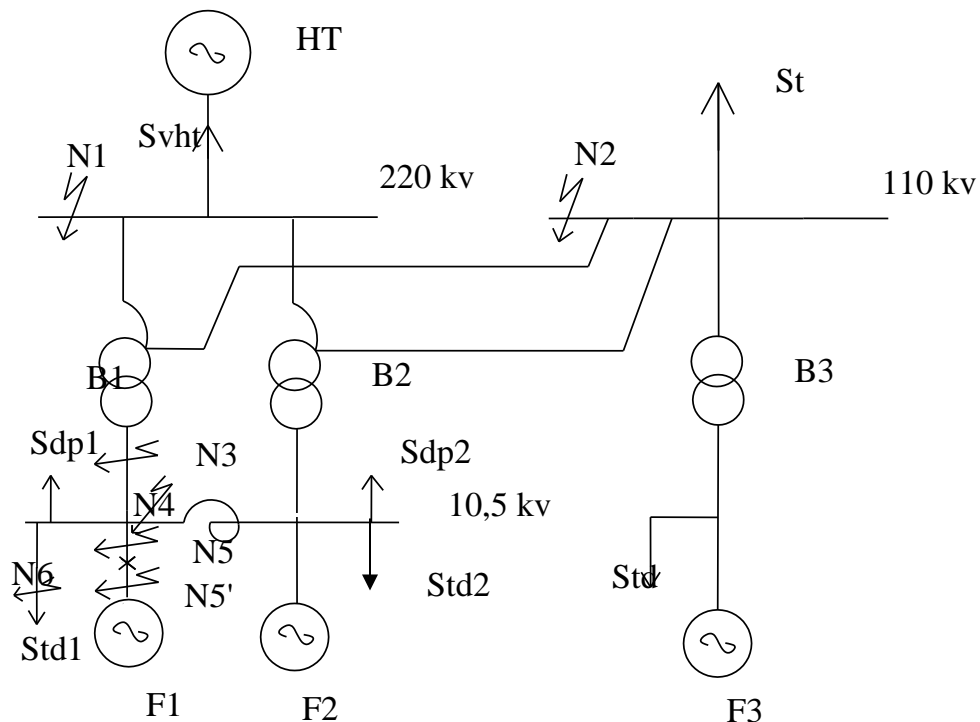 HT
St
Svht
N1
N2
220 kv
110 kv
B1
B2
B3
Sdp1
N3
Sdp2
N4
10,5 kv
N5
N6
N5'
Std
Std2
Std1
F1
F2
F3